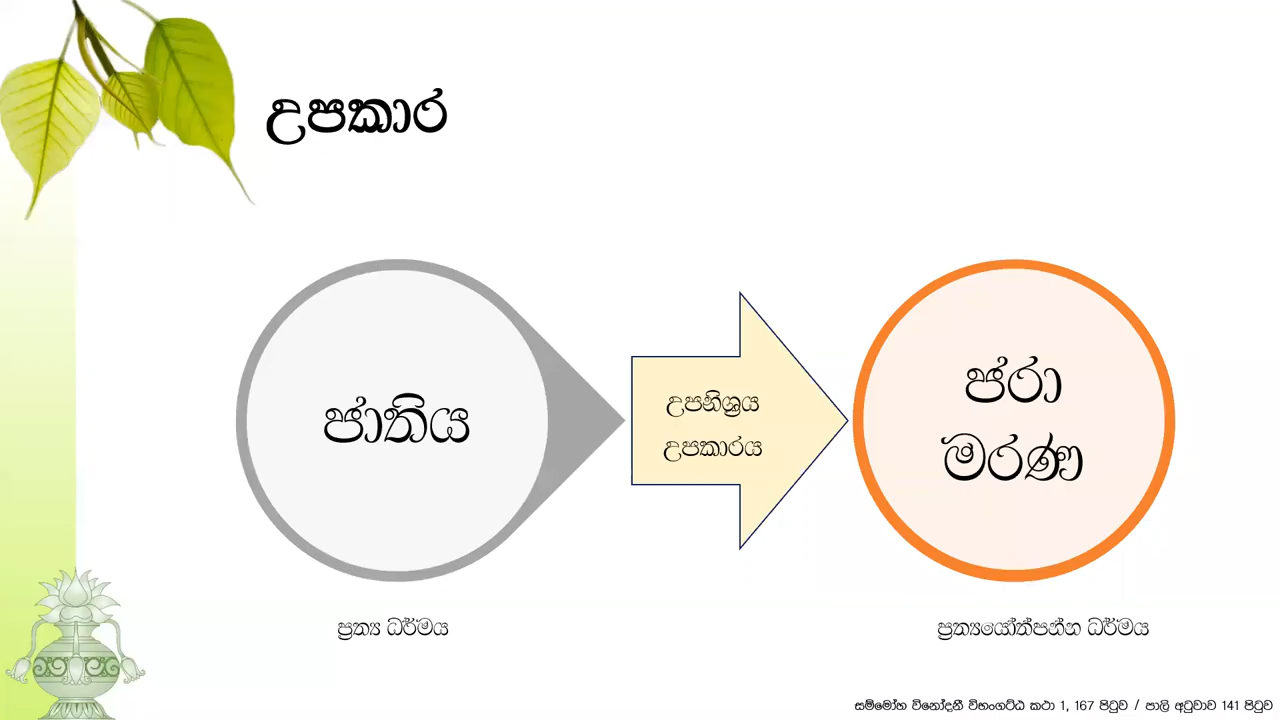 උපකාර
ජාතිය
උපනිශ්‍රය
උපකාරය
ජරා
මරණ
ප්‍රත්‍ය ධර්මය
ප්‍රත්‍යයෝත්පන්න ධර්මය
සම්මෝහ විනෝදනී විභංගට්ඨ කථා 1, 167 පිටුව / පාලි අටුවාව 141 පිටුව